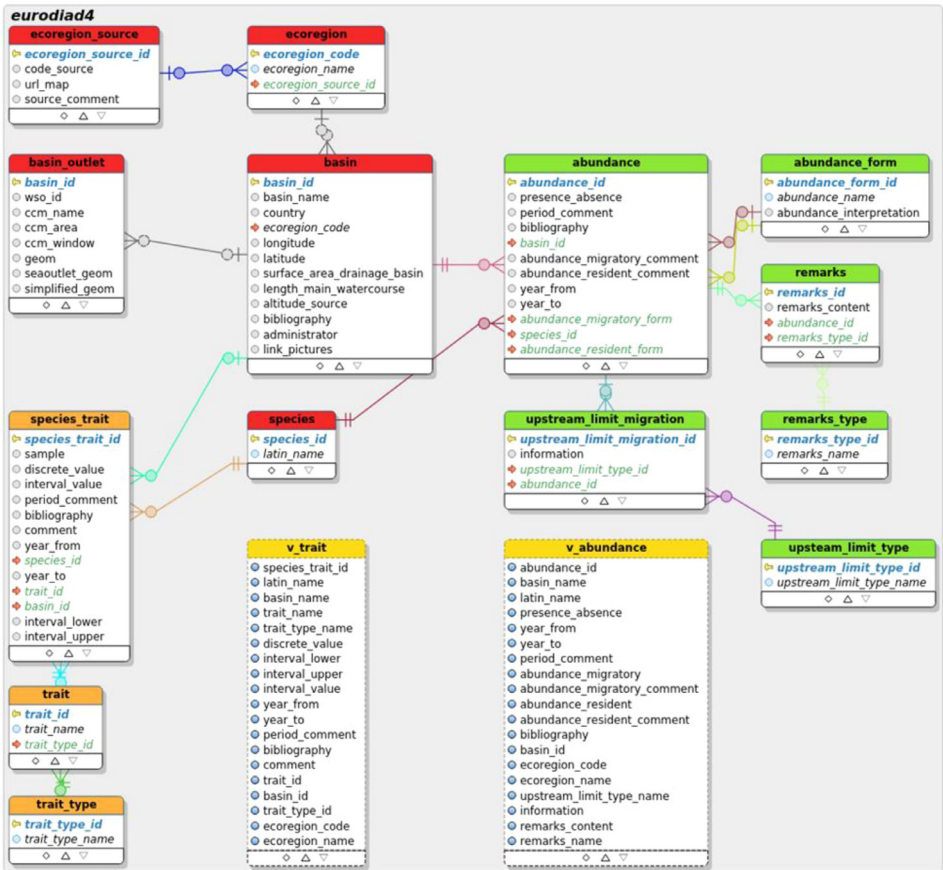 eurodiad4
ecoregion_source
ecoregion_source_id
code_source
url_map
source_comment
ecoregion
ecoregion_code
ecoregion_name
ecoregion_source_id
basin_outlet
basin_id
wso_id
ccm_name
ccm_area
ccm_window
geom
seaoutlet_geom
simplified_geom
basin
basin_id
basin_name
country
ecoregion_code
longitude
latitude
surface_area_drainage_basin
length_main_watercourse
altitude_source
bibliography
administrator
link_pictures
abundance
abundance_id
presence_absence
period_comment
bibliography
basin_id
abundance_migratory_comment
abundance_resident_comment
year_from
year_to
abundance_migratory_form
species_id
abundance_resident_form
abundance_form
abundance_form_id
abundance_name
abundance_interpretation
remarks
remarks_id
remarks_content
abundance_id
remarks_type_id
species_trait
species_trait_id
sample
discrete_value
interval_value
period_comment
bibliography
comment
year_from
species_id
year_to
trait_id
basin_id
interval_lower
interval_upper
species
species_id
latin_name
upstream_limit_migration
upstream_limit_migration_id
information
upstream_limit_type_id
abundance_id
remarks_type
remarks_type_id
remarks_name
v_trait
species_trait_id
latin_name
basin_name
trait_name
trait_type_name
discrete_value
interval_lower
interval_upper
interval_value
year_from
year_to
period_comment
bibliography
comment
trait_id
basin_id
trait_type_id
ecoregion_code
ecoregion_name
v_abundance
abundance_id
basin_name
latin_name
presence_absence
year_from
year_to
period_comment
abundance_migratory
abundance_migratory_comment
abundance_resident
abundance_resident_comment
bibliography
basin_id
ecoregion_code
ecoregion_name
upstream_limit_type_name
information
remarks_content
remarks_name
upsteam_limit_type
upstream_limit_type_id
upstream_limit_type_name
trait
trait_id
trait_name
trait_type_id
trait_type
trait_type_id
trait_type_name